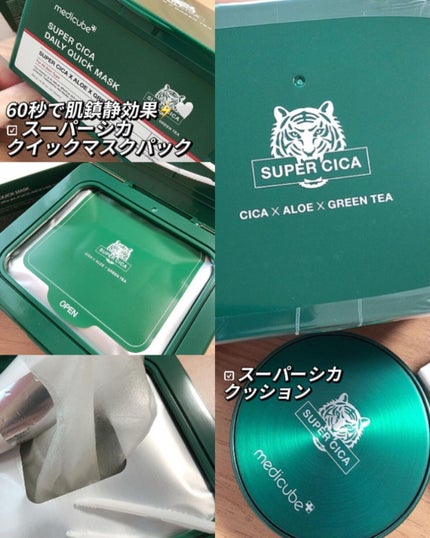 medicube
SUPER CICA
DAILY QUICK MASK
SUPER CICA X ALOE X GREEN
CICA
GREEN TEA
60秒で肌鎮静効果⚡
☑ スーパーシカ
クイックマスクパック
SUPER CICA
CICA X ALOE X GREEN TEA
QUICK MASK
CICA X ALOE X GREEN TEA
OPEN
☑ スーパーシカ
クッション
SUPER CICA
medicube